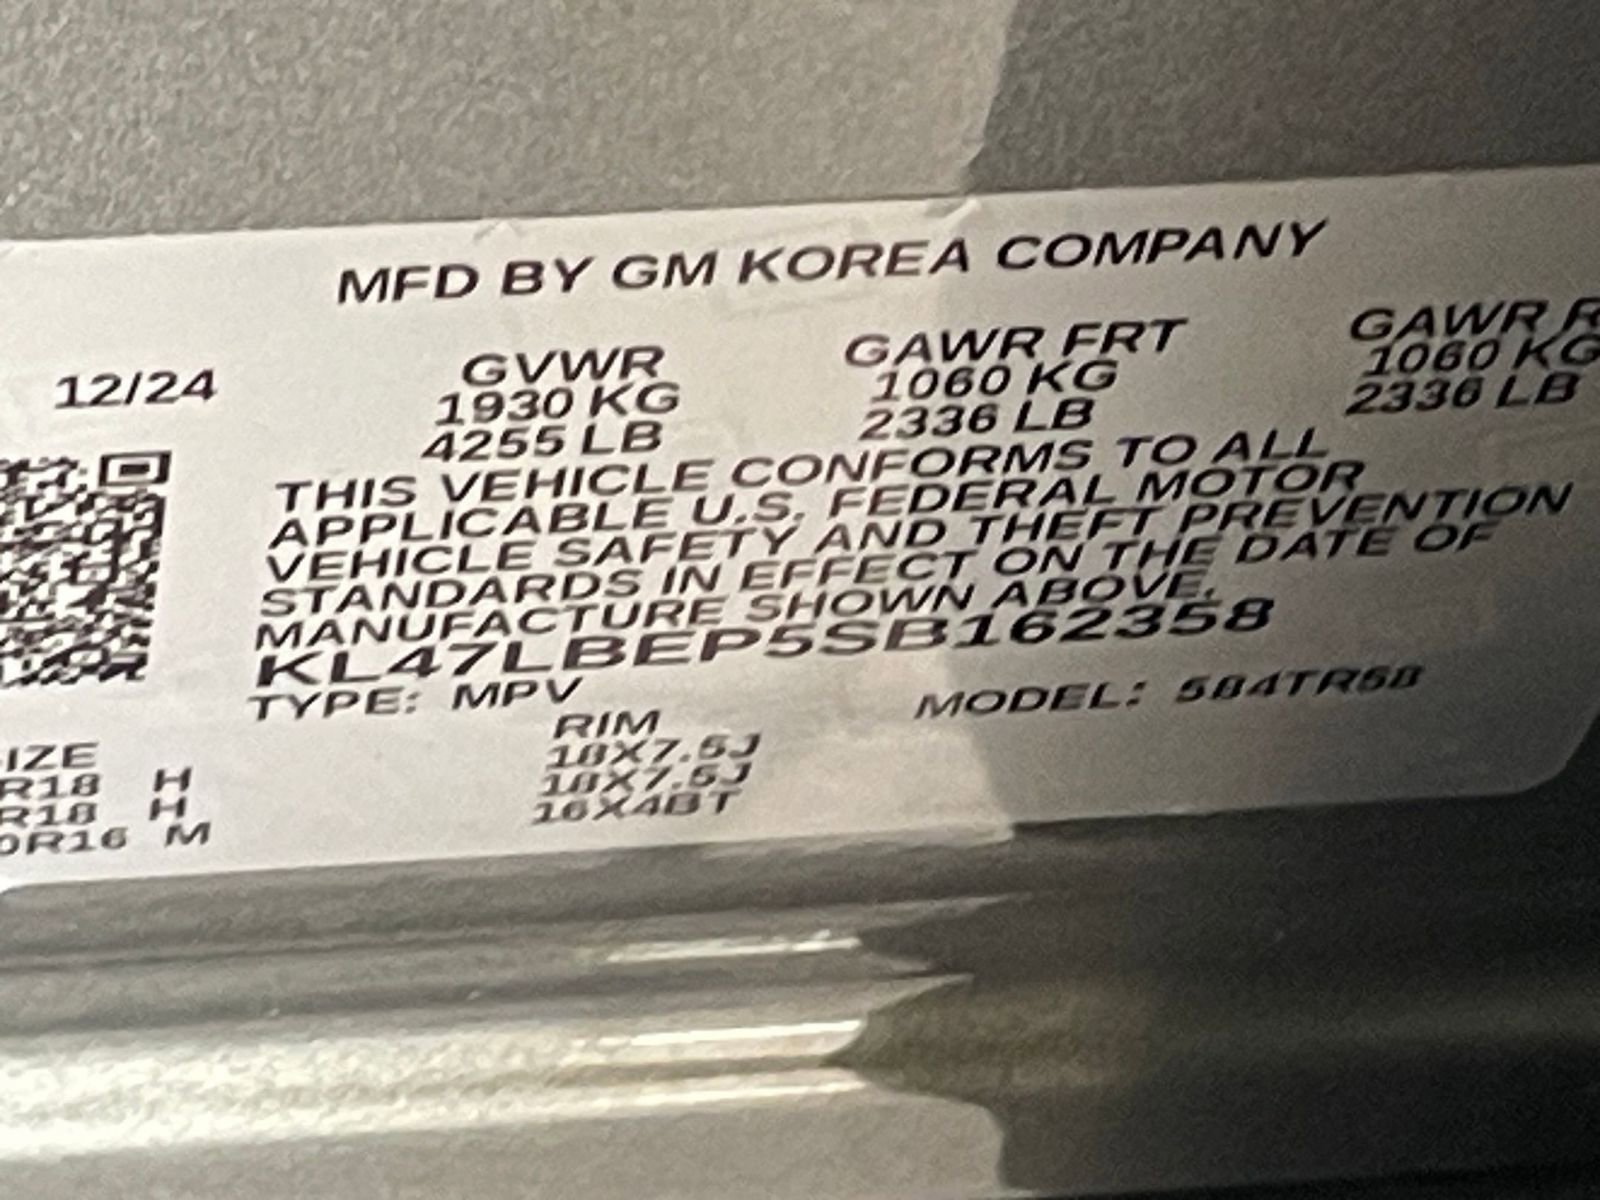 MFD BY GM KOREA COMPANY
12/24 GVWR GAWR FRT GAWR R
1930 KG 1060 KG 1060 KG
4255 LB 2336 LB 2336 LB
THIS VEHICLE CONFORMS TO ALL
APPLICABLE U.S. FEDERAL MOTOR
VEHICLE SAFETY AND THEFT PREVENTION
STANDARDS IN EFFECT ON THE DATE OF
MANUFACTURE SHOWN ABOVE.
KL47LBEP5SB162358
TYPE: MPV MODEL: 584TR58
IZE RIM
R18 H 18X7.5J
R18 H 18X7.5J
0R16 M 16X4BT